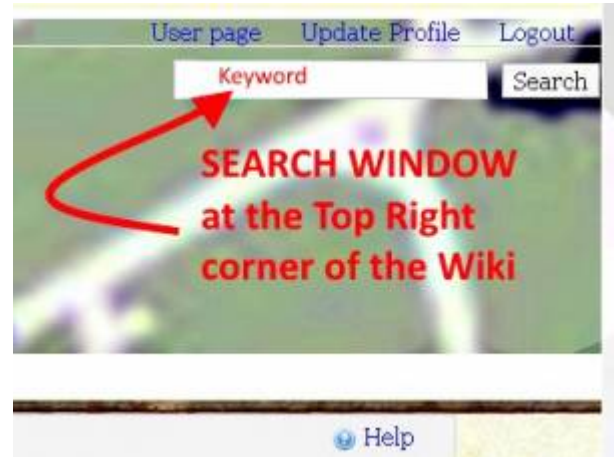 User page Update Profile Logout
Keyword Search
SEARCH WINDOW
at the Top Right
corner of the Wiki
Help